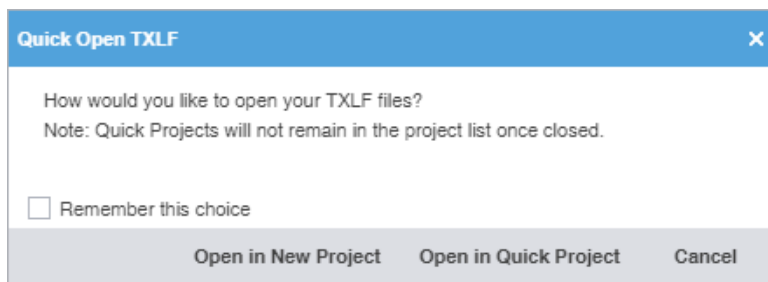 Quick Open TXLF
How would you like to open your TXLF files?
Note: Quick Projects will not remain in the project list once closed.
Remember this choice
Open in New Project Open in Quick Project Cancel